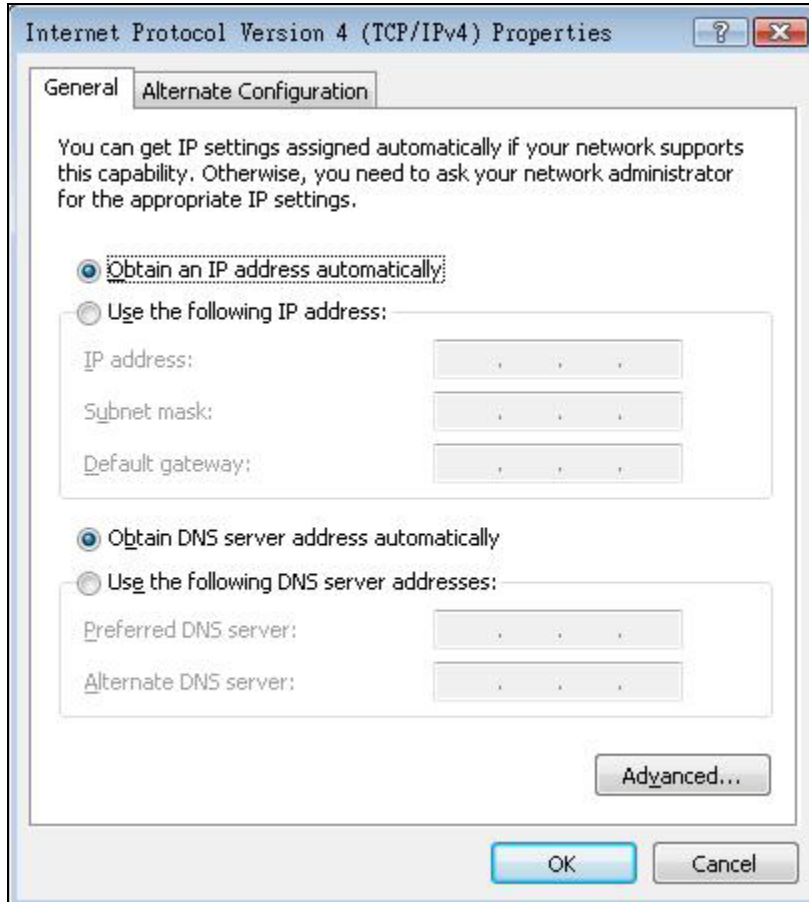 Internet Protocol Version 4 (TCP/IPv4) Properties
?
General
Alternate Configuration
You can get IP settings assigned automatically if your network supports
this capability. Otherwise, you need to ask your network administrator
for the appropriate IP settings.
Obtain an IP address automatically
Use the following IP address:
IP address:
. . .
Subnet mask:
. . .
Default gateway:
. . .
Obtain DNS server address automatically
Use the following DNS server addresses:
Preferred DNS server:
. . .
Alternate DNS server:
. . .
Advanced...
OK
Cancel